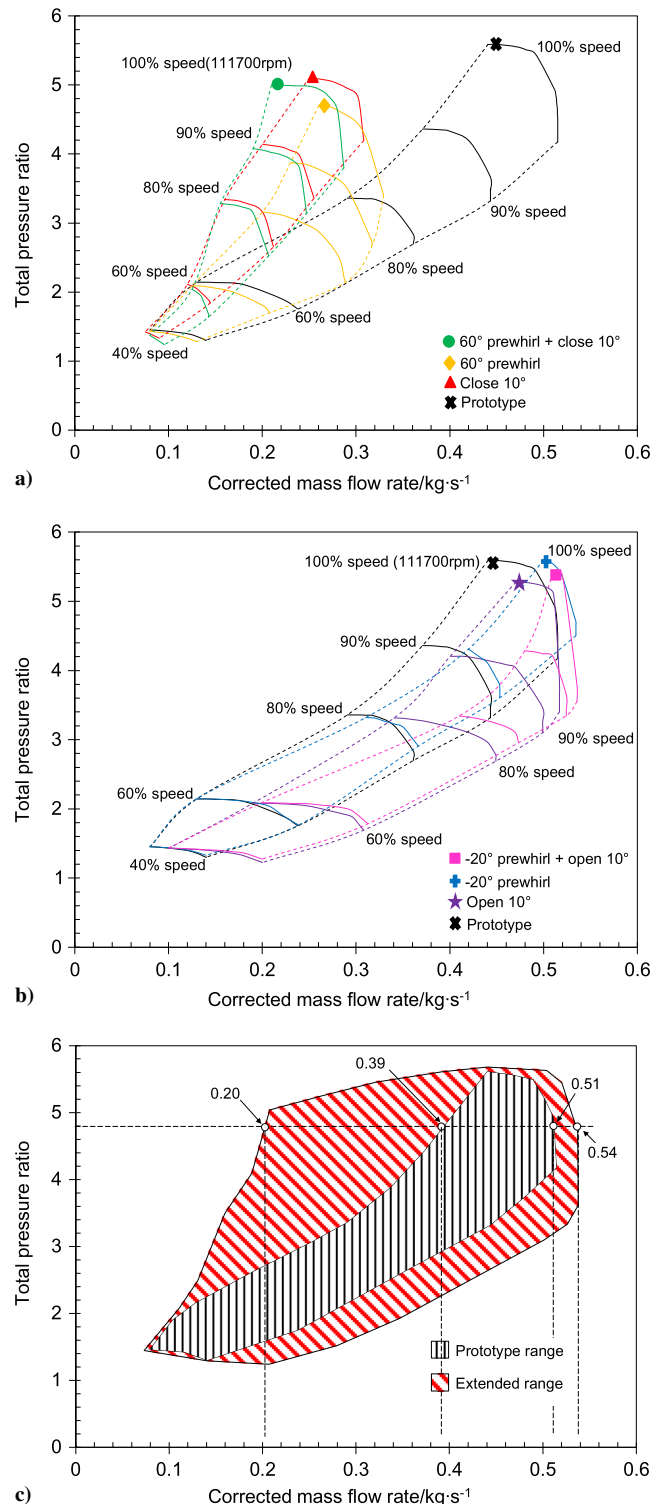 6
5
4
3
2
1
0
Total pressure ratio
100% speed(111700rpm)
100% speed
90% speed
80% speed
90% speed
80% speed
60% speed
60% speed
40% speed
60° prewhirl + close 10°
60° prewhirl
Close 10°
Prototype
0 0.1 0.2 0.3 0.4 0.5 0.6
a) Corrected mass flow rate/kg·s⁻¹
6
5
4
3
2
1
0
Total pressure ratio
100% speed (111700rpm)
100% speed
90% speed
80% speed
90% speed
80% speed
60% speed
60% speed
40% speed
-20° prewhirl + open 10°
-20° prewhirl
Open 10°
Prototype
0 0.1 0.2 0.3 0.4 0.5 0.6
b) Corrected mass flow rate/kg·s⁻¹
6
5
4
3
2
1
0
Total pressure ratio
0.20
0.39
0.51
0.54
Prototype range
Extended range
0 0.1 0.2 0.3 0.4 0.5 0.6
c) Corrected mass flow rate/kg·s⁻¹